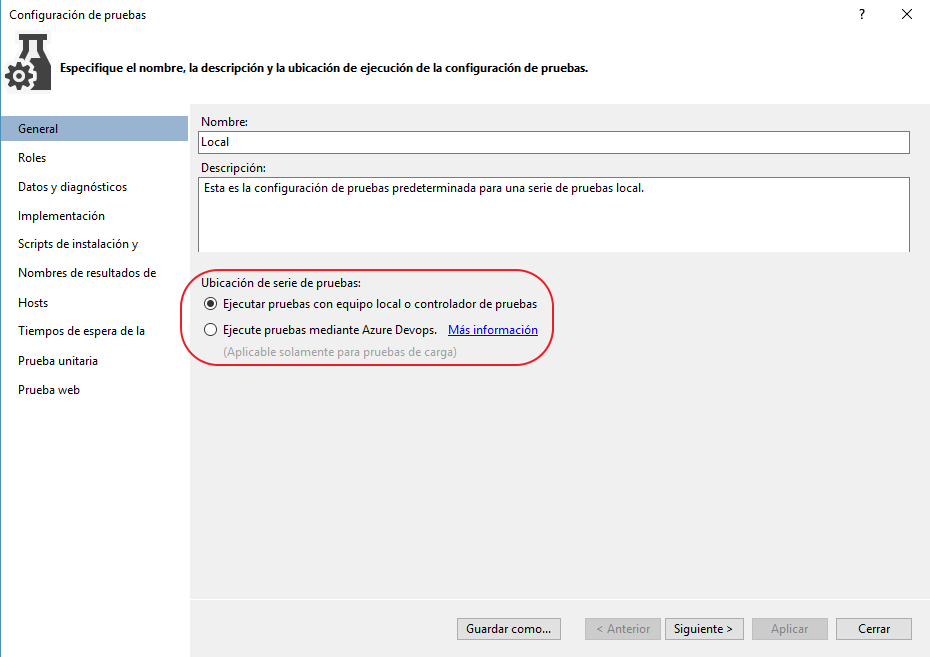 Configuración de pruebas
?
Especifique el nombre, la descripción y la ubicación de ejecución de la configuración de pruebas.
General
Roles
Datos y diagnósticos
Implementación
Scripts de instalación y
Nombres de resultados de
Hosts
Tiempos de espera de la
Prueba unitaria
Prueba web
Nombre:
Local
Descripción:
Esta es la configuración de pruebas predeterminada para una serie de pruebas local.
Ubicación de serie de pruebas:
Ejecutar pruebas con equipo local o controlador de pruebas
Ejecute pruebas mediante Azure Devops. Más información
(Aplicable solamente para pruebas de carga)
Guardar como... < Anterior Siguiente > Aplicar Cerrar